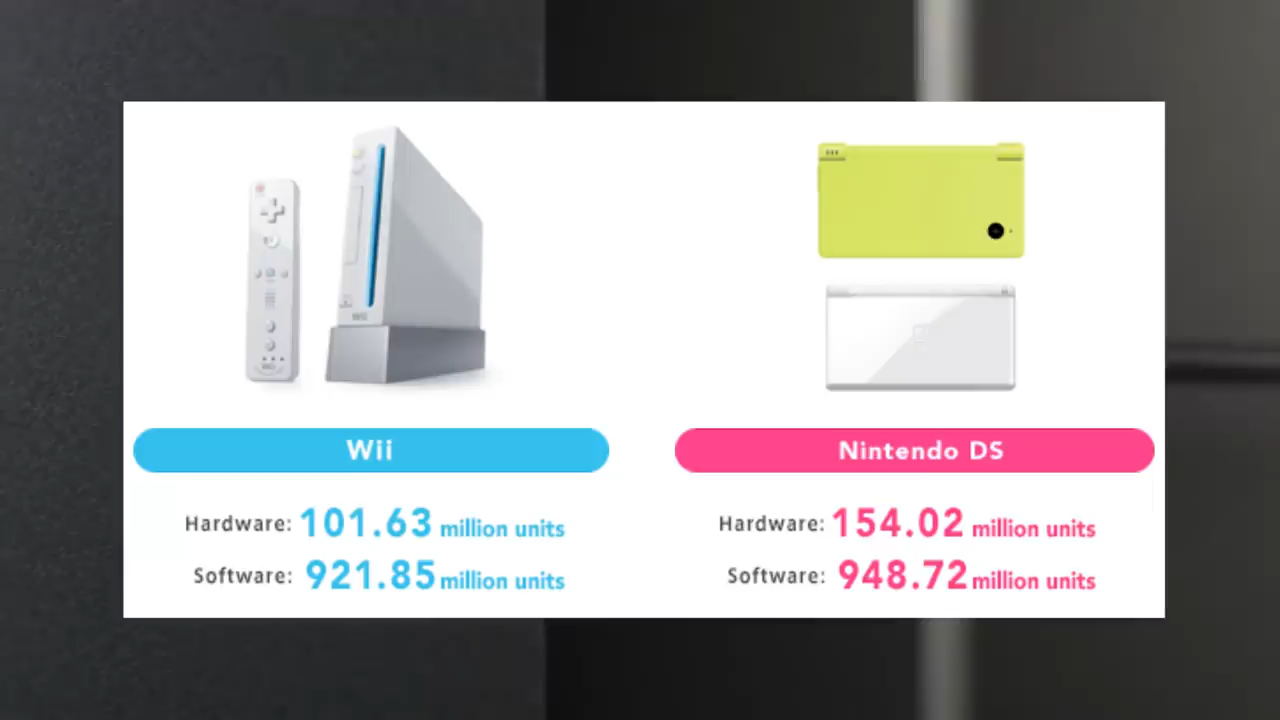 Wii
Hardware: 101.63 million units
Software: 921.85 million units
Nintendo DS
Hardware: 154.02 million units
Software: 948.72 million units